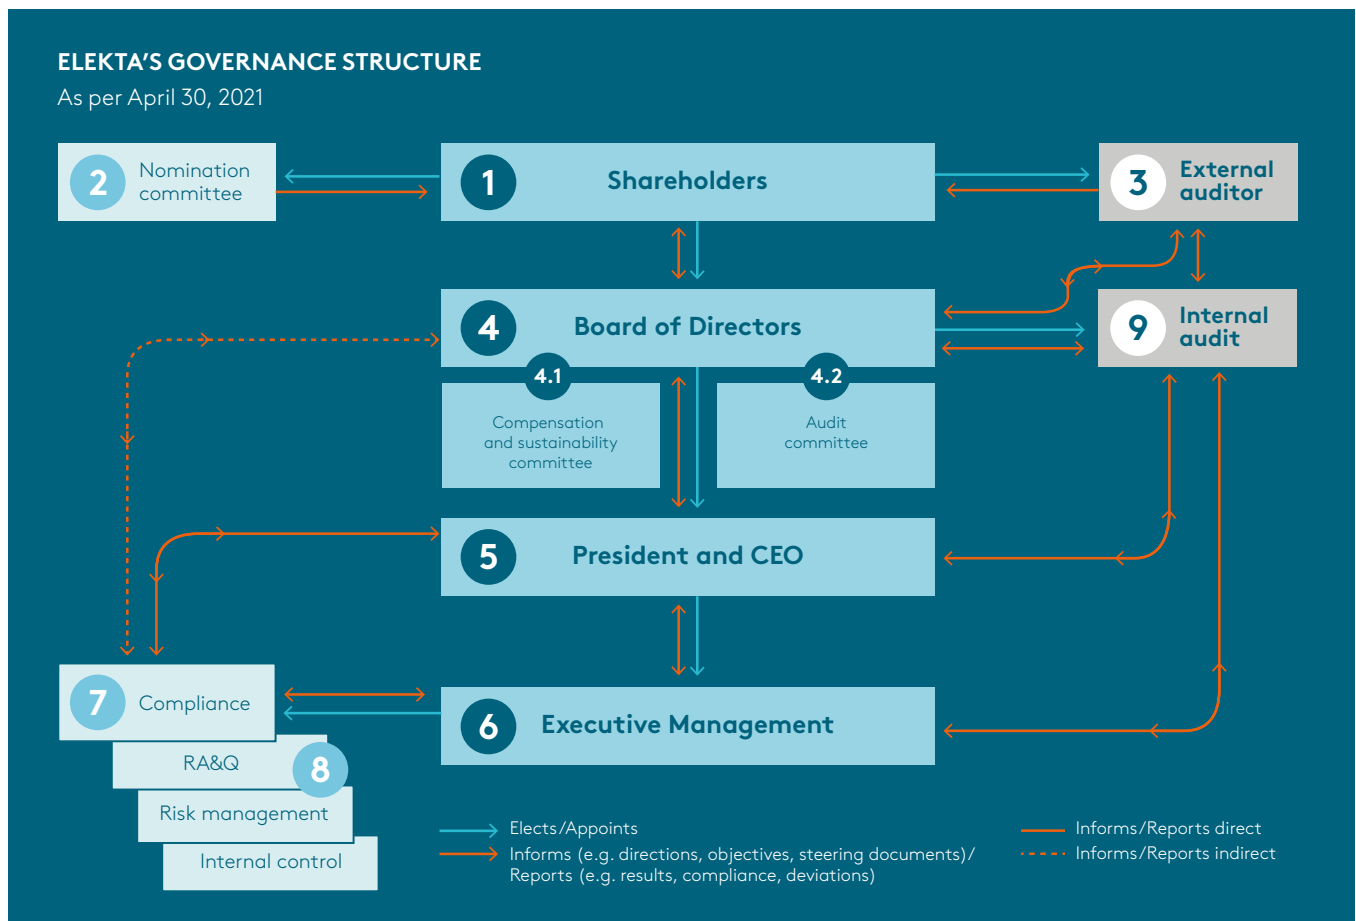 ELEKTA'S GOVERNANCE STRUCTURE
As per April 30, 2021
2
Nomination
committee
1
Shareholders
3
External
auditor
4
Board of Directors
9
Internal
audit
4.1
Compensation
and sustainability
committee
4.2
Audit
committee
5
President and CEO
7
Compliance
6
Executive Management
RA&Q
8
Risk management
Internal control
Elects/Appoints
Informs (e.g. directions, objectives, steering documents)/
Reports (e.g. results, compliance, deviations)
Informs/Reports direct
Informs/Reports indirect